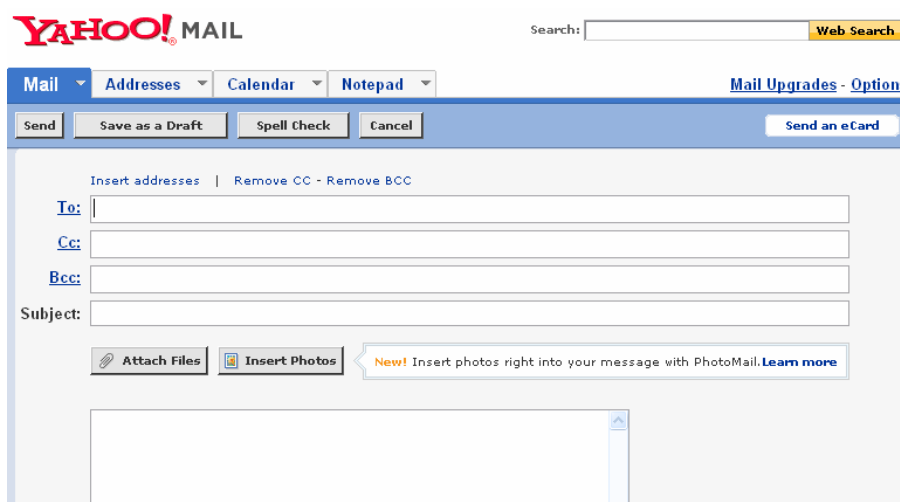 YAHOO!® MAIL
Search: Web Search
Mail Addresses Calendar Notepad Mail Upgrades - Option
Send Save as a Draft Spell Check Cancel Send an eCard
Insert addresses | Remove CC - Remove BCC
To:
Cc:
Bcc:
Subject:
Attach Files Insert Photos New! Insert photos right into your message with PhotoMail. Learn more